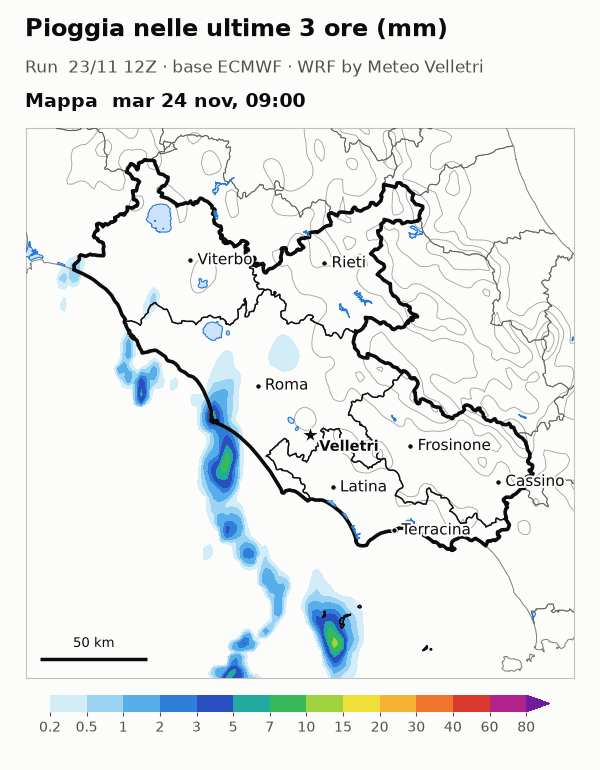 Pioggia nelle ultime 3 ore (mm)
Run  23/11 12Z · base ECMWF · WRF by Meteo Velletri
Mappa  mar 24 nov, 09:00
Viterbo
Rieti
Roma
Velletri
Frosinone
Latina
Cassino
Terracina
50 km
0.2 0.5 1 2 3 5 7 10 15 20 30 40 60 80